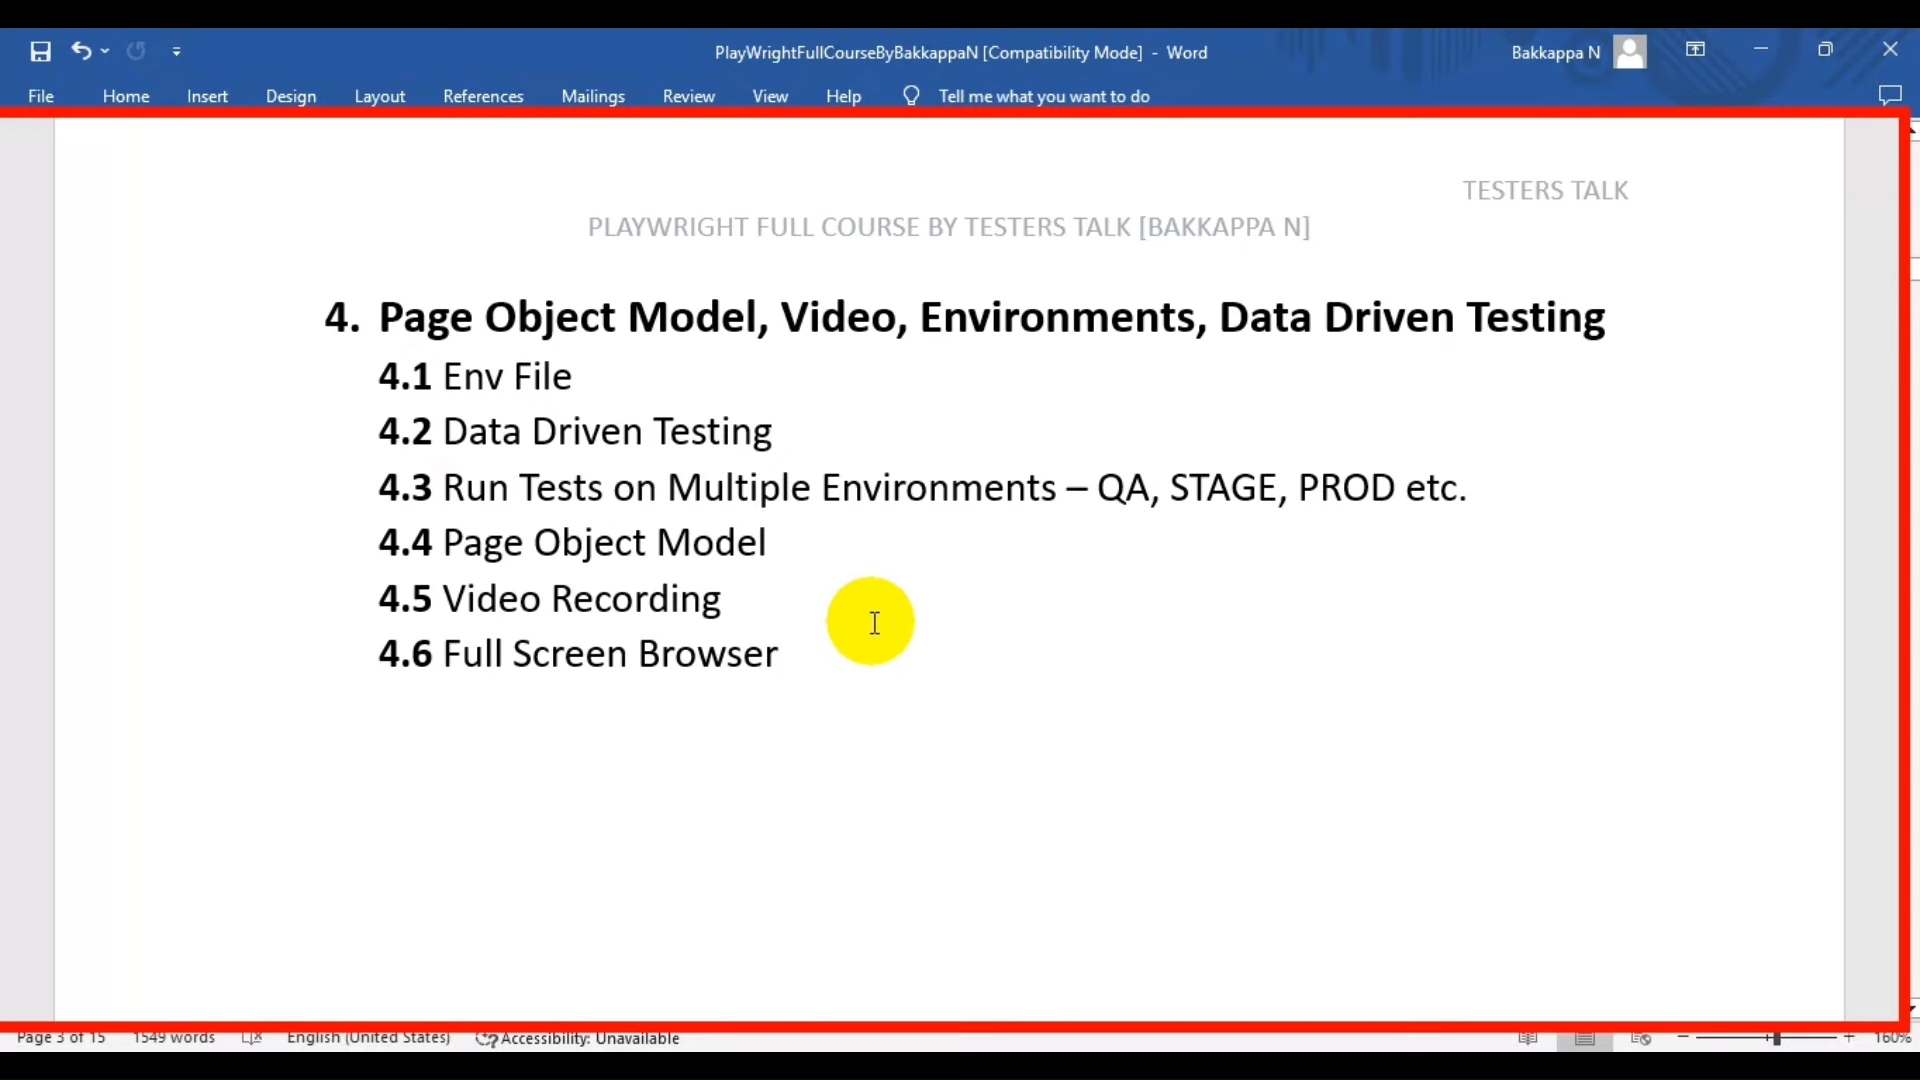 PlayWrightFullCourseByBakkappaN [Compatibility Mode] - Word
Bakkappa N
File Home Insert Design Layout References Mailings Review View Help Tell me what you want to do
TESTERS TALK
PLAYWRIGHT FULL COURSE BY TESTERS TALK [BAKKAPPA N]
4. Page Object Model, Video, Environments, Data Driven Testing
4.1 Env File
4.2 Data Driven Testing
4.3 Run Tests on Multiple Environments – QA, STAGE, PROD etc.
4.4 Page Object Model
4.5 Video Recording
4.6 Full Screen Browser
Page 3 of 15 1549 words English (United States) Accessibility: Unavailable 160%